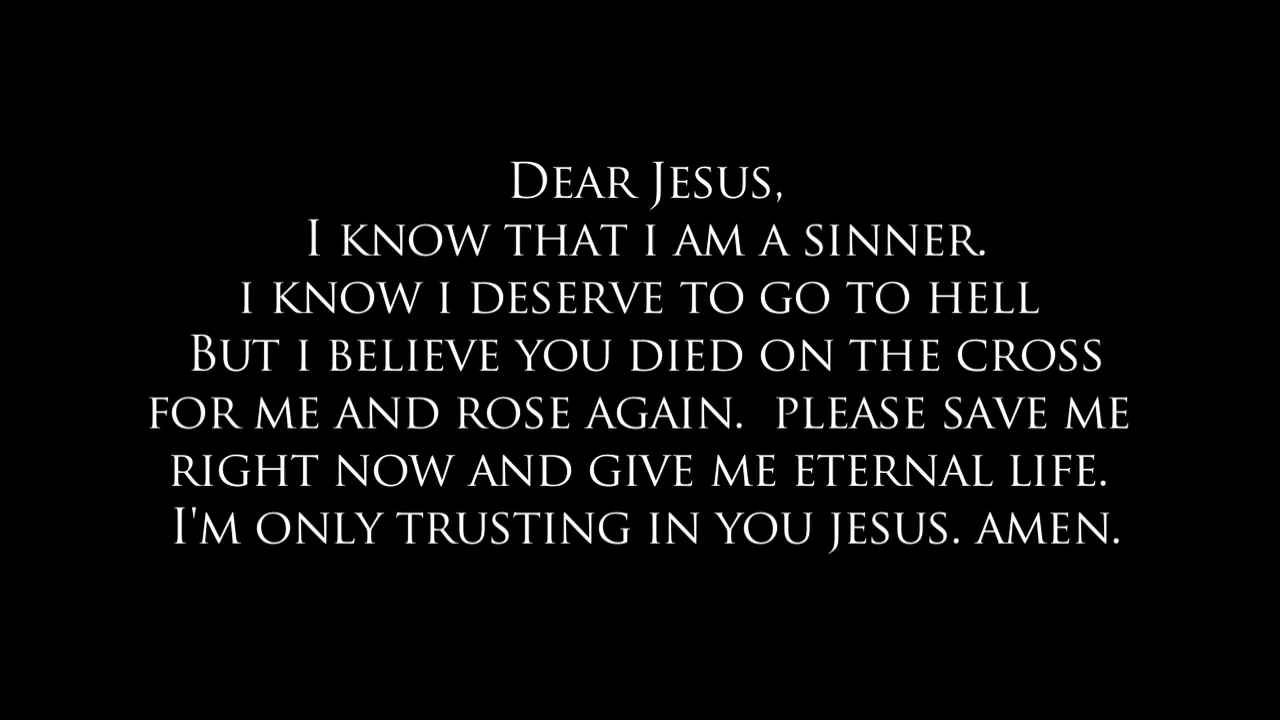 Dear Jesus,
I know that i am a sinner.
i know i deserve to go to hell
But i believe you died on the cross
for me and rose again.  please save me
right now and give me eternal life.
I'm only trusting in you jesus. amen.